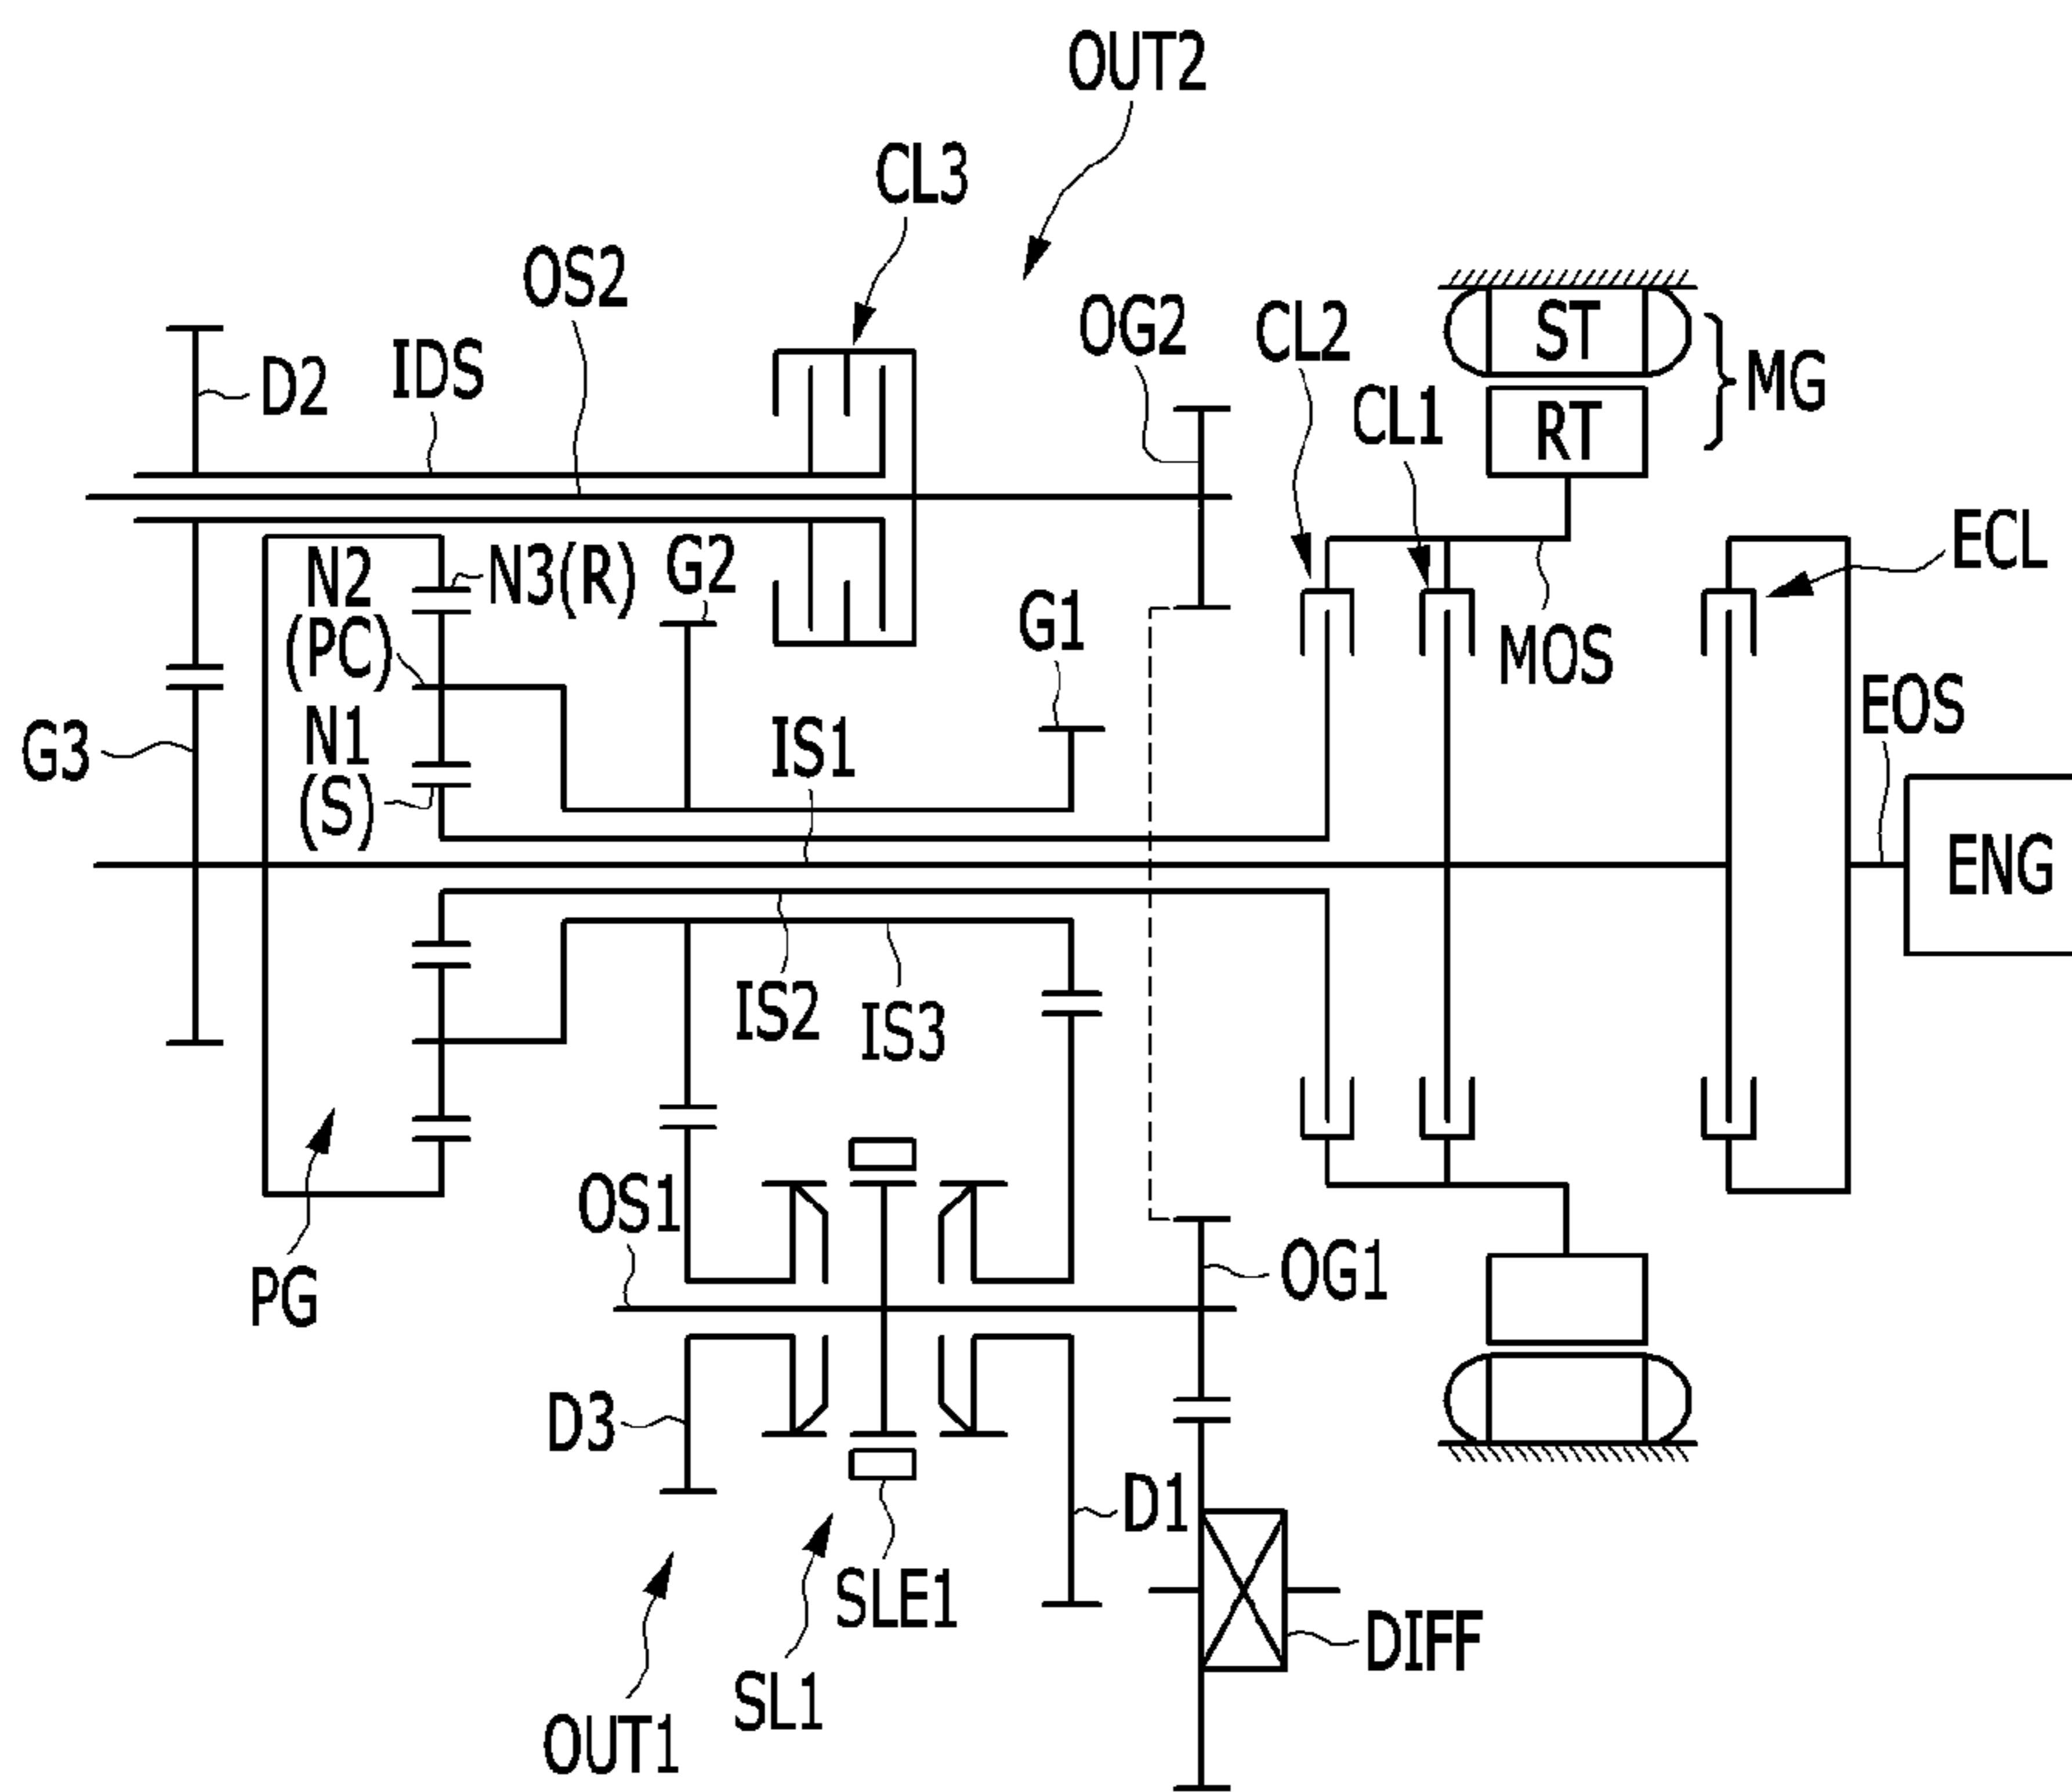 OUT2
CL3
OS2
OG2
CL2
ST
IDS
D2
MG
CL1
RT
ECL
N2
(PC)
N3(R)
G2
G1
MOS
EOS
G3
N1
(S)
IS1
ENG
IS2
IS3
OS1
OG1
PG
D3
D1
SLE1
DIFF
SL1
OUT1